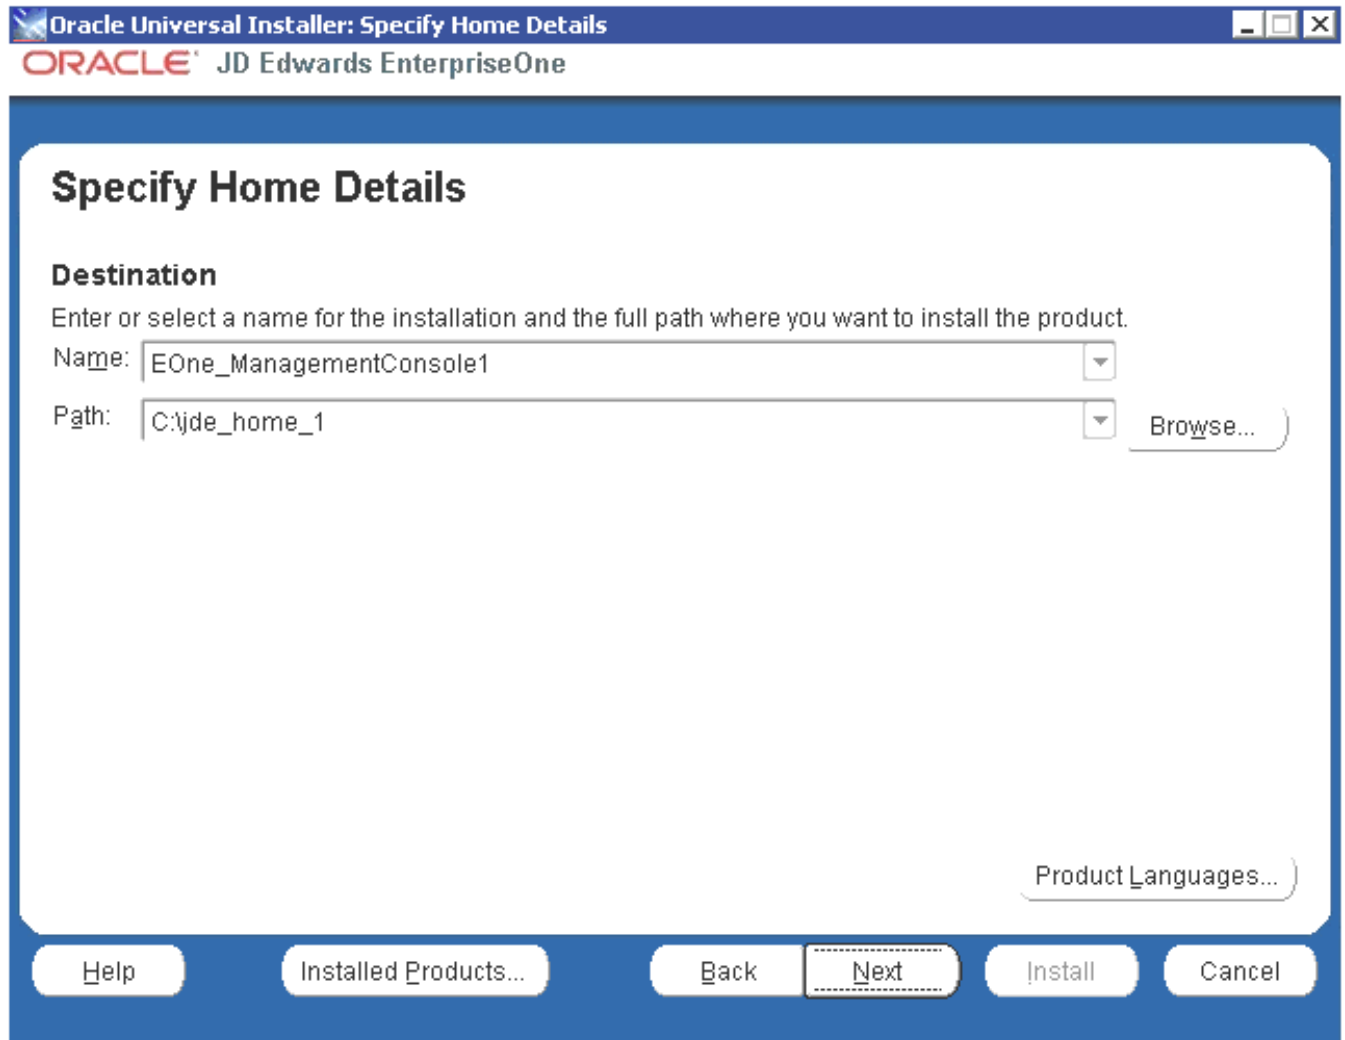 Oracle Universal Installer: Specify Home Details
ORACLE JD Edwards EnterpriseOne
Specify Home Details
Destination
Enter or select a name for the installation and the full path where you want to install the product.
Name: EOne_ManagementConsole1
Path: C:\jde_home_1 Browse...
Product Languages...
Help Installed Products... Back Next Install Cancel